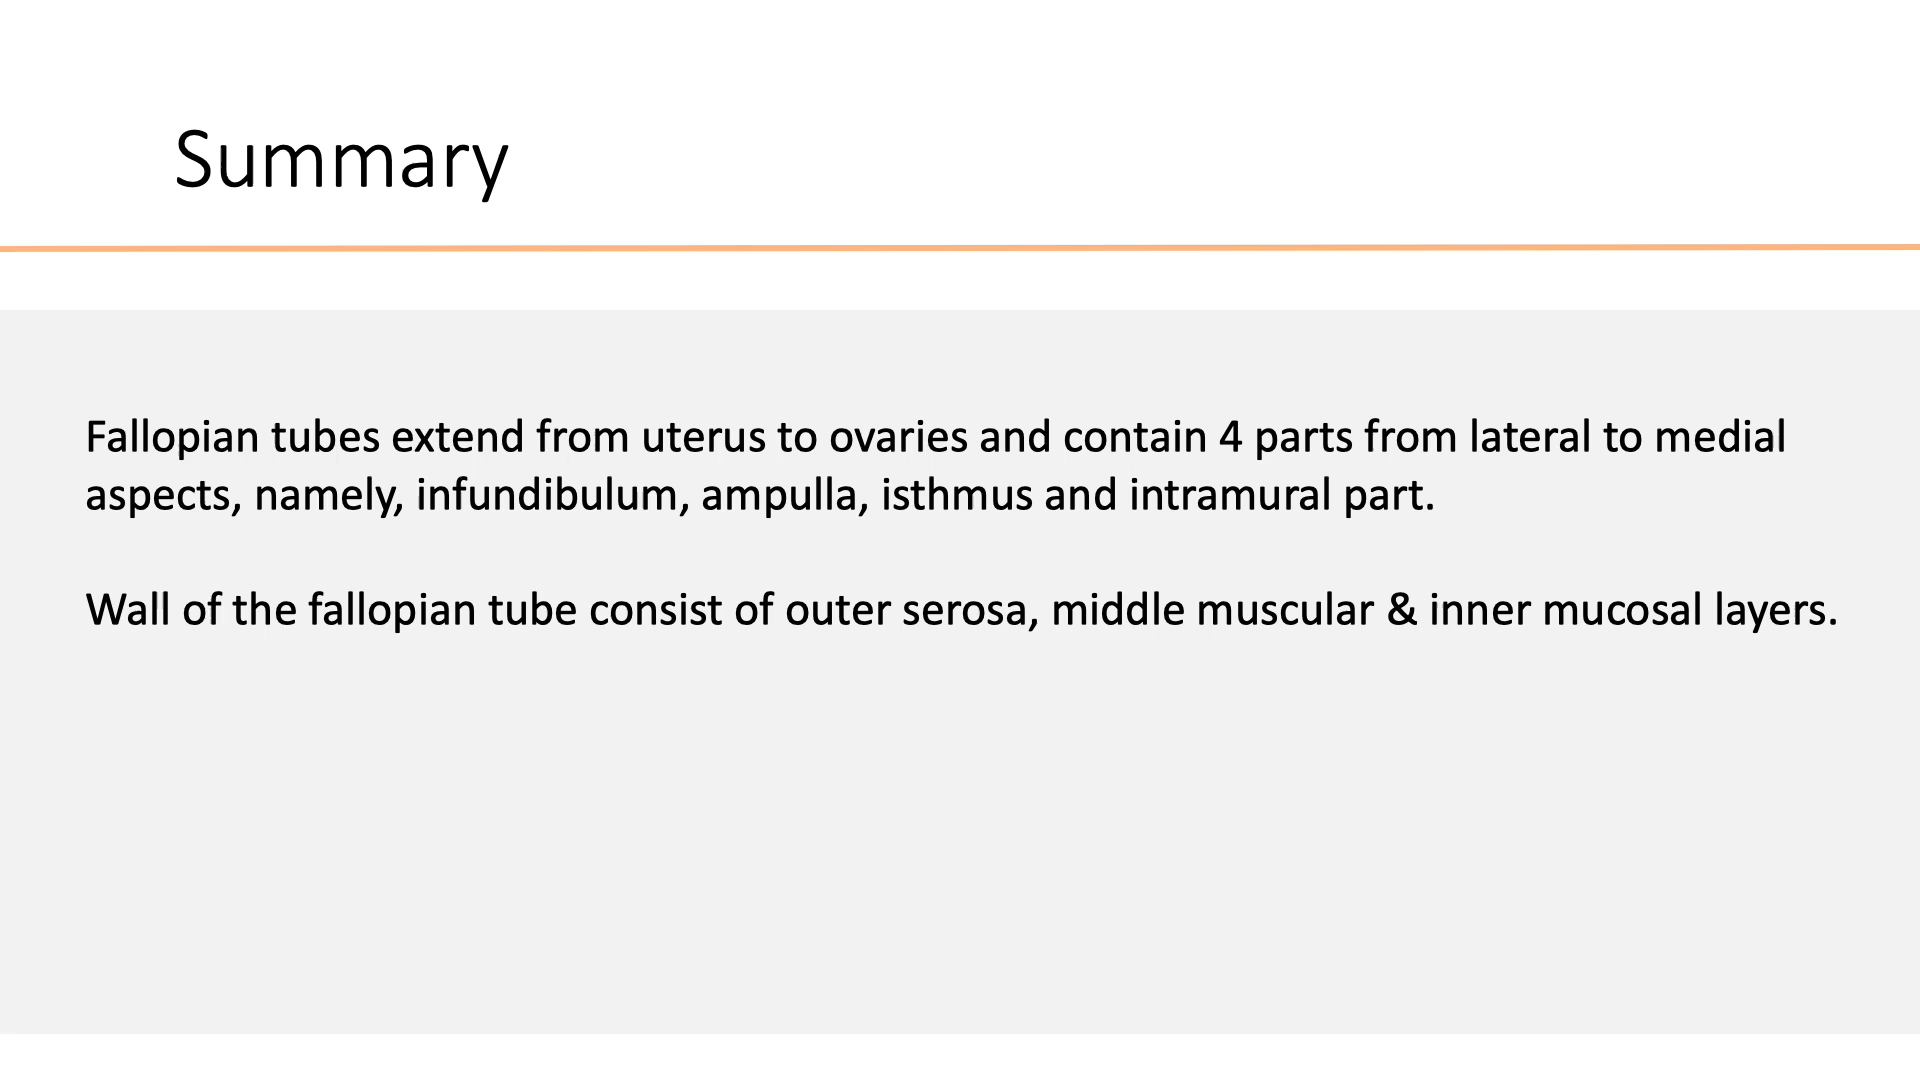 Summary
Fallopian tubes extend from uterus to ovaries and contain 4 parts from lateral to medial
aspects, namely, infundibulum, ampulla, isthmus and intramural part.
Wall of the fallopian tube consist of outer serosa, middle muscular & inner mucosal layers.